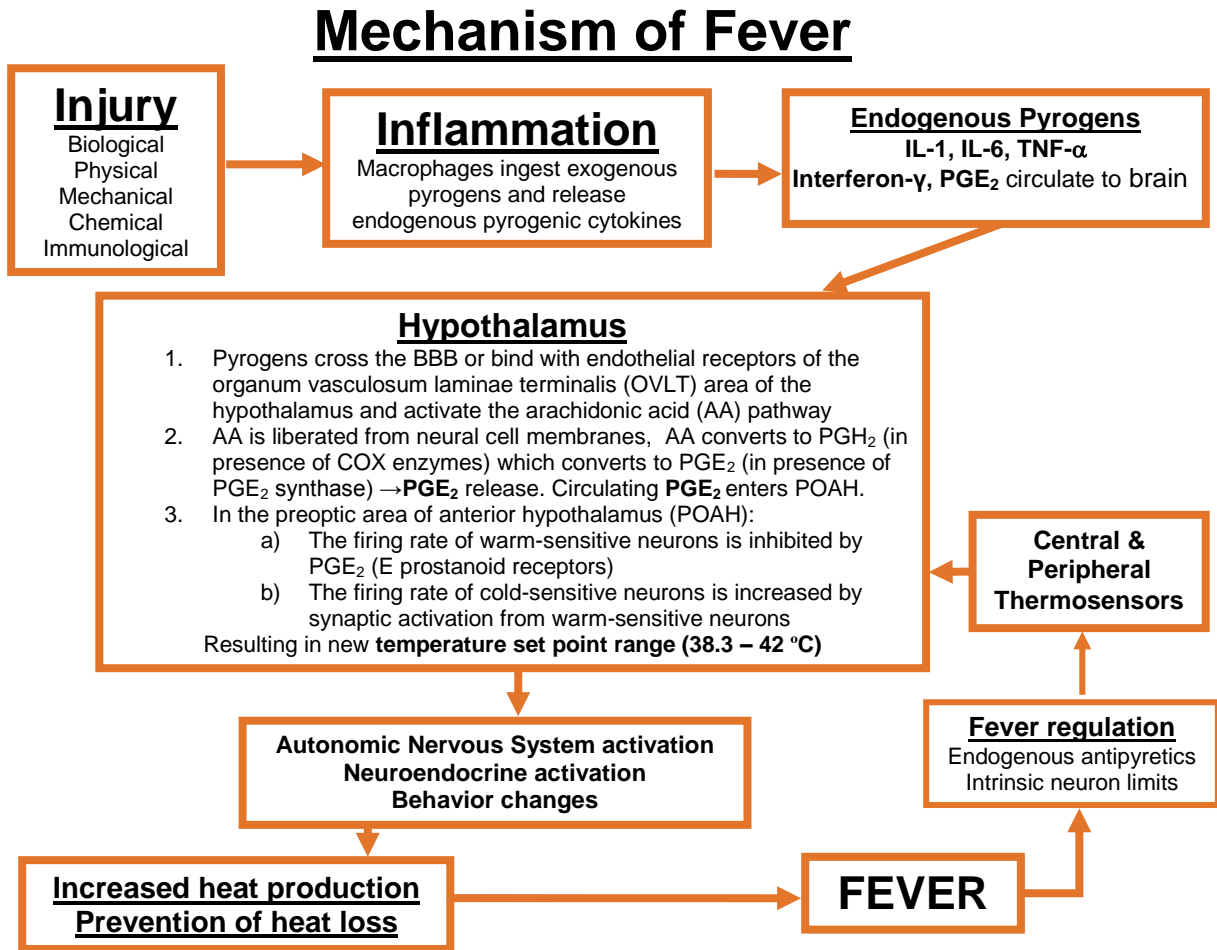 Mechanism of Fever
Injury
Biological
Physical
Mechanical
Chemical
Immunological
Inflammation
Macrophages ingest exogenous
pyrogens and release
endogenous pyrogenic cytokines
Endogenous Pyrogens
IL-1, IL-6, TNF-α
Interferon-γ, PGE₂ circulate to brain
Hypothalamus
1. Pyrogens cross the BBB or bind with endothelial receptors of the
organum vasculosum laminae terminalis (OVLT) area of the
hypothalamus and activate the arachidonic acid (AA) pathway
2. AA is liberated from neural cell membranes, AA converts to PGH₂ (in
presence of COX enzymes) which converts to PGE₂ (in presence of
PGE₂ synthase) →PGE₂ release. Circulating PGE₂ enters POAH.
3. In the preoptic area of anterior hypothalamus (POAH):
a) The firing rate of warm-sensitive neurons is inhibited by
PGE₂ (E prostanoid receptors)
b) The firing rate of cold-sensitive neurons is increased by
synaptic activation from warm-sensitive neurons
Resulting in new temperature set point range (38.3 – 42 ºC)
Central &
Peripheral
Thermosensors
Fever regulation
Endogenous antipyretics
Intrinsic neuron limits
Autonomic Nervous System activation
Neuroendocrine activation
Behavior changes
Increased heat production
Prevention of heat loss
FEVER